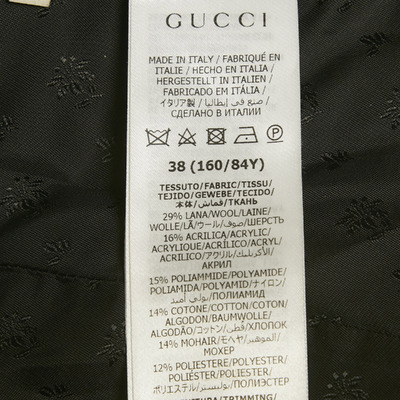 GUCCI
MADE IN ITALY / FABRIQUÉ EN
ITALIE / HECHO EN ITALIA /
HERGESTELLT IN ITALIEN /
FABRICADO EM ITÁLIA /
イタリア製 / صنع في إيطاليا /
СДЕЛАНО В ИТАЛИИ
38 (160/84Y)
TESSUTO/FABRIC/TISSU/
TEJIDO/GEWEBE/TECIDO/
本体/قماش/ТКАНЬ
29% LANA/WOOL/LAINE/
WOLLE/LÃ/ウール/صوف/ШЕРСТЬ
16% ACRILICA/ACRYLIC/
ACRYLIQUE/ACRÍLICO/ACRYL/
ACRÍLICO/アクリル/الأكريليك/
АКРИЛ
15% POLIAMMIDE/POLYAMIDE/
POLIAMIDA/POLYAMID/ナイロン/
بولي أميد/ПОЛИАМИД
14% COTONE/COTTON/COTON/
ALGODÓN/BAUMWOLLE/
ALGODÃO/コットン/قطن/ХЛОПОК
14% MOHAIR/モヘヤ/الموهير/
МОХЕР
12% POLIESTERE/POLYESTER/
POLIÉSTER/POLYESTER/
ポリエステル/بوليستير/ПОЛИЭСТЕР